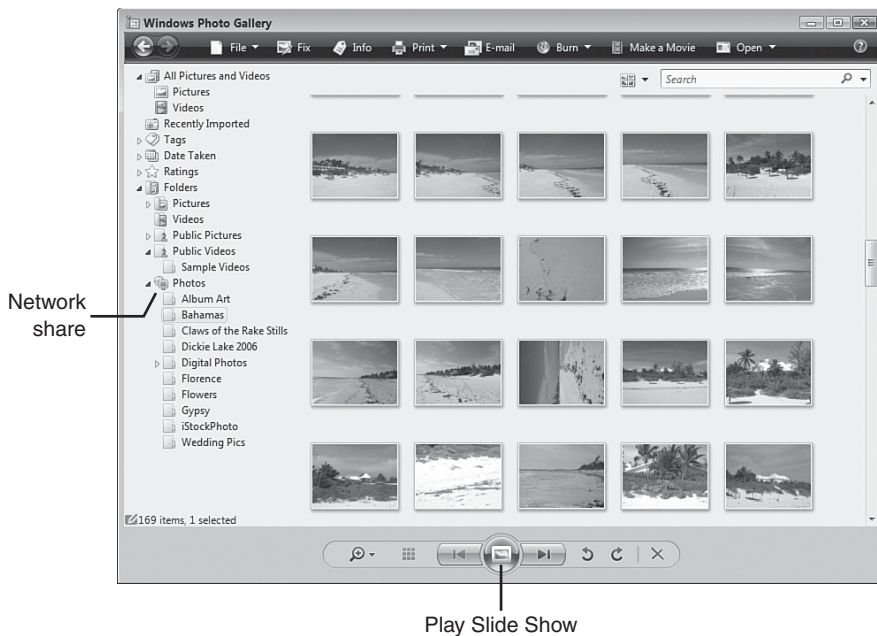 Windows Photo Gallery
File Fix Info Print E-mail Burn Make a Movie Open
All Pictures and Videos
Search
Pictures
Videos
Recently Imported
Tags
Date Taken
Ratings
Folders
Pictures
Videos
Public Pictures
Public Videos
Sample Videos
Photos
Network
share
Album Art
Bahamas
Claws of the Rake Stills
Dickie Lake 2006
Digital Photos
Florence
Flowers
Gypsy
iStockPhoto
Wedding Pics
169 items, 1 selected
Play Slide Show